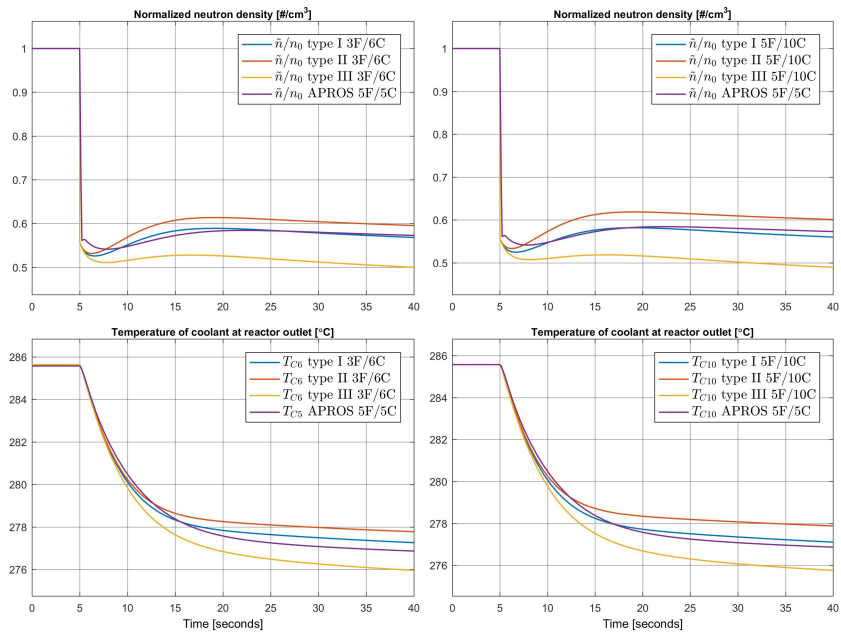 Normalized neutron density [#/cm³]
ñ/n₀ type I 3F/6C
ñ/n₀ type II 3F/6C
ñ/n₀ type III 3F/6C
ñ/n₀ APROS 5F/5C
1
0.9
0.8
0.7
0.6
0.5
0 5 10 15 20 25 30 35 40
Normalized neutron density [#/cm³]
ñ/n₀ type I 5F/10C
ñ/n₀ type II 5F/10C
ñ/n₀ type III 5F/10C
ñ/n₀ APROS 5F/5C
1
0.9
0.8
0.7
0.6
0.5
0 5 10 15 20 25 30 35 40
Temperature of coolant at reactor outlet [°C]
T_C6 type I 3F/6C
T_C6 type II 3F/6C
T_C6 type III 3F/6C
T_C5 APROS 5F/5C
286
284
282
280
278
276
0 5 10 15 20 25 30 35 40
Time [seconds]
Temperature of coolant at reactor outlet [°C]
T_C10 type I 5F/10C
T_C10 type II 5F/10C
T_C10 type III 5F/10C
T_C10 APROS 5F/5C
286
284
282
280
278
276
0 5 10 15 20 25 30 35 40
Time [seconds]